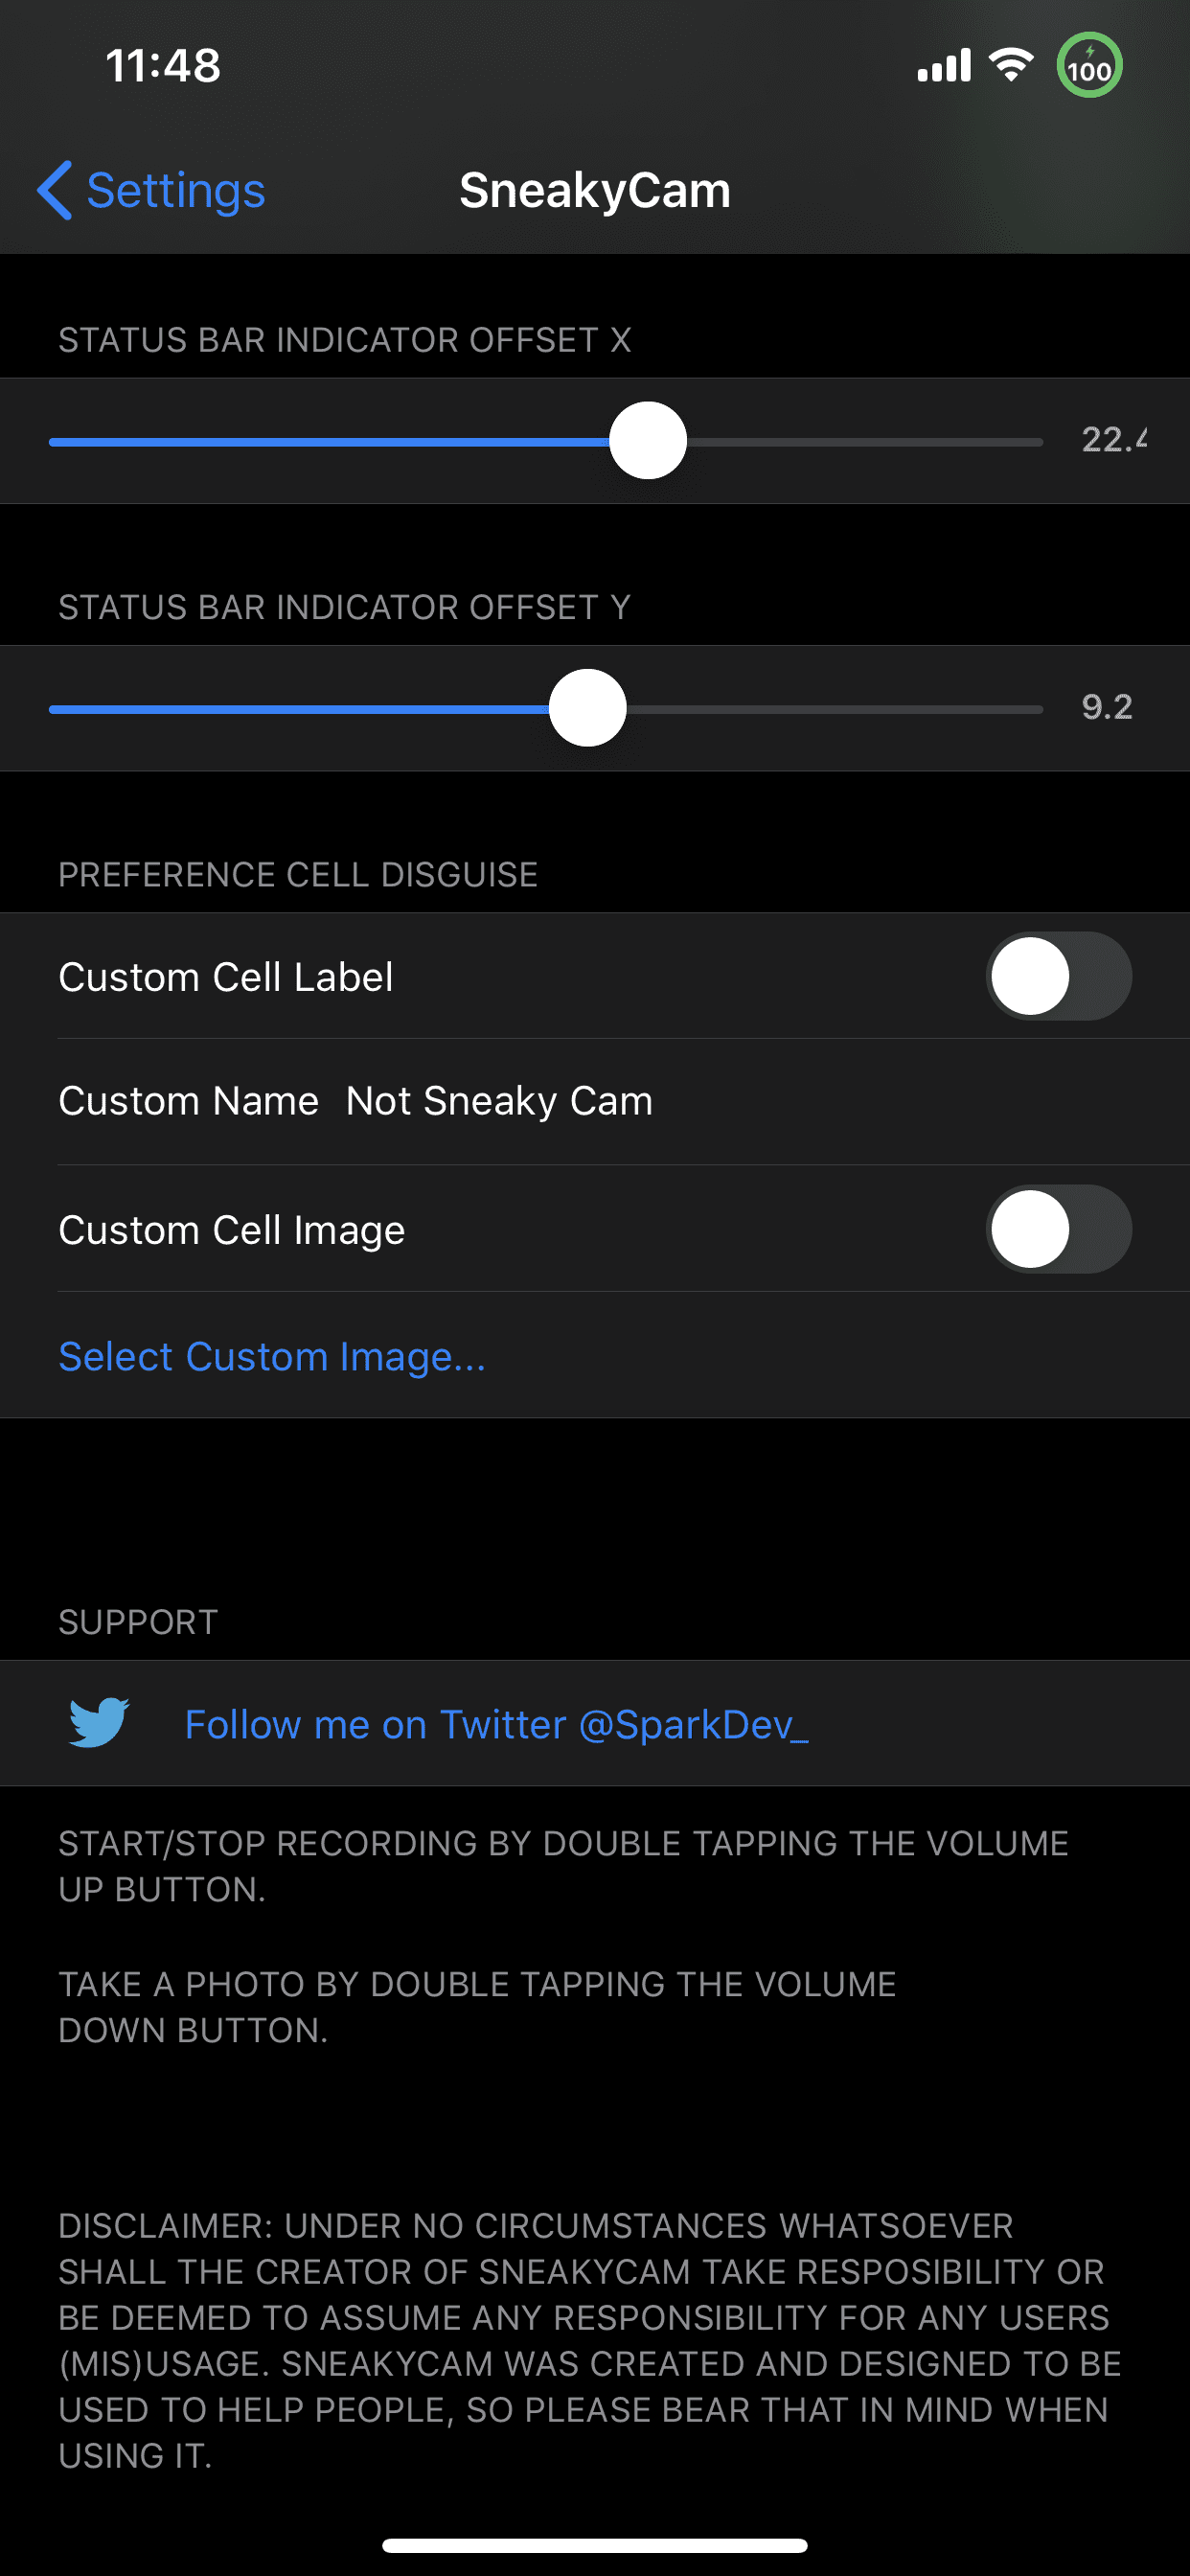 11:48
100
Settings
SneakyCam
STATUS BAR INDICATOR OFFSET X
22.4
STATUS BAR INDICATOR OFFSET Y
9.2
PREFERENCE CELL DISGUISE
Custom Cell Label
Custom Name Not Sneaky Cam
Custom Cell Image
Select Custom Image...
SUPPORT
Follow me on Twitter @SparkDev_
START/STOP RECORDING BY DOUBLE TAPPING THE VOLUME
UP BUTTON.
TAKE A PHOTO BY DOUBLE TAPPING THE VOLUME
DOWN BUTTON.
DISCLAIMER: UNDER NO CIRCUMSTANCES WHATSOEVER
SHALL THE CREATOR OF SNEAKYCAM TAKE RESPOSIBILITY OR
BE DEEMED TO ASSUME ANY RESPONSIBILITY FOR ANY USERS
(MIS)USAGE. SNEAKYCAM WAS CREATED AND DESIGNED TO BE
USED TO HELP PEOPLE, SO PLEASE BEAR THAT IN MIND WHEN
USING IT.